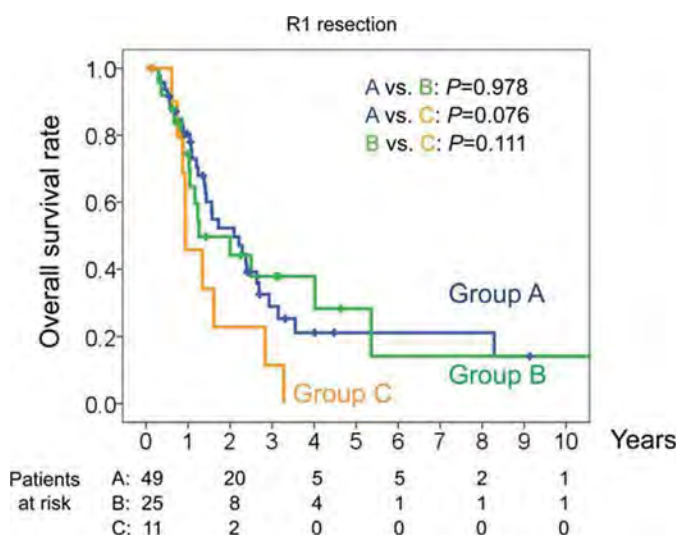 R1 resection
A vs. B: P=0.978
A vs. C: P=0.076
B vs. C: P=0.111
Overall survival rate
1.0
0.8
0.6
0.4
0.2
0.0
Group A
Group B
Group C
0 1 2 3 4 5 6 7 8 9 10 Years
Patients at risk
A: 49 20 5 5 2 1
B: 25 8 4 1 1 1
C: 11 2 0 0 0 0